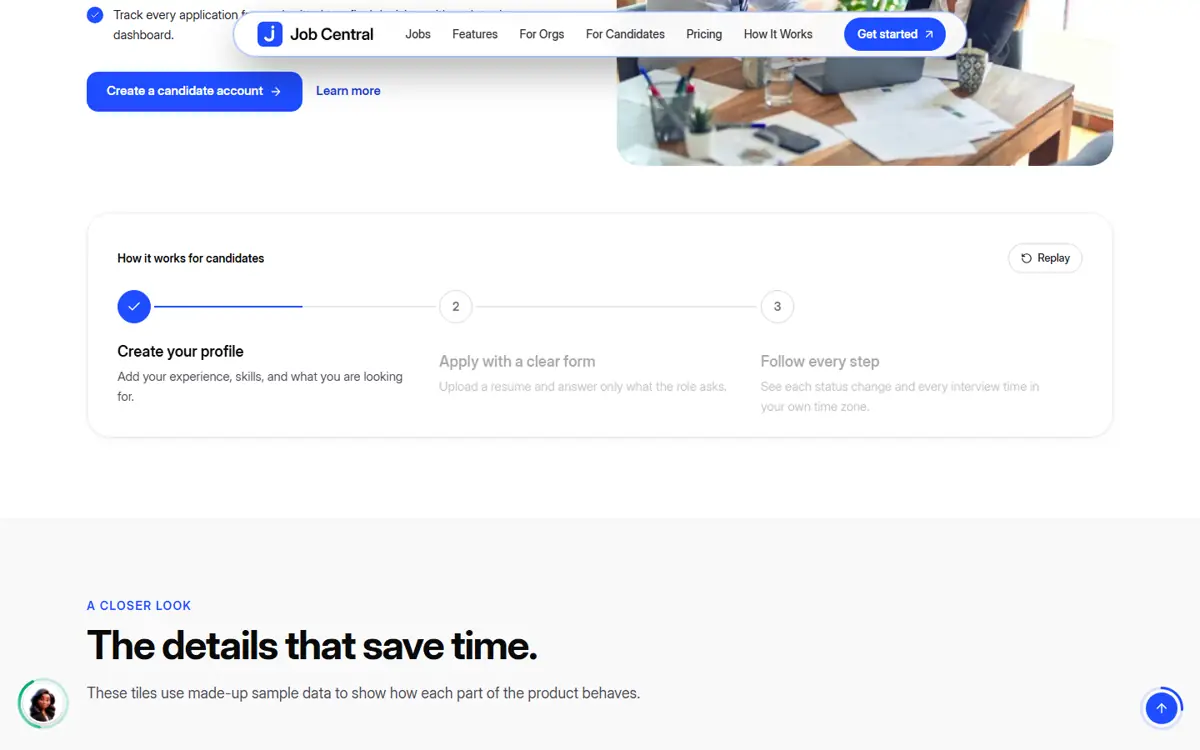 Track every application
dashboard.
Job Central
Jobs
Features
For Orgs
For Candidates
Pricing
How It Works
Get started
Create a candidate account
Learn more
How it works for candidates
Replay
2
3
Create your profile
Add your experience, skills, and what you are looking
for.
Apply with a clear form
Upload a resume and answer only what the role asks.
Follow every step
See each status change and every interview time in
your own time zone.
A CLOSER LOOK
The details that save time.
These tiles use made-up sample data to show how each part of the product behaves.